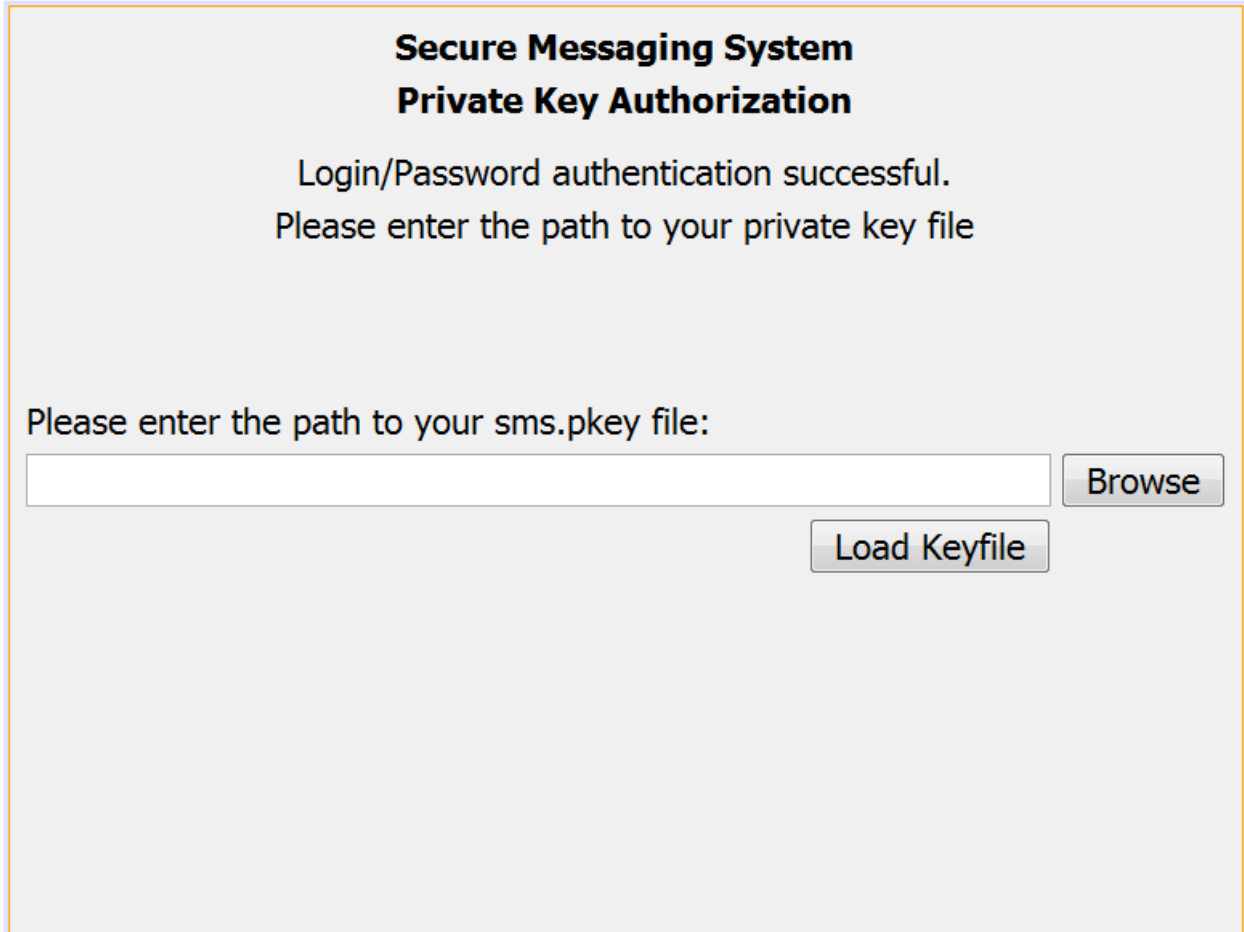 Secure Messaging System
Private Key Authorization
Login/Password authentication successful.
Please enter the path to your private key file
Please enter the path to your sms.pkey file:
Browse
Load Keyfile